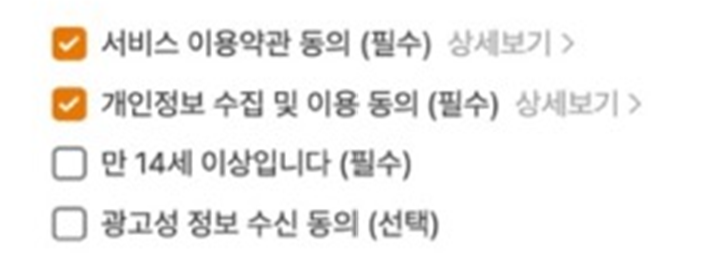 서비스 이용약관 동의 (필수) 상세보기 >
개인정보 수집 및 이용 동의 (필수) 상세보기 >
만 14세 이상입니다 (필수)
광고성 정보 수신 동의 (선택)